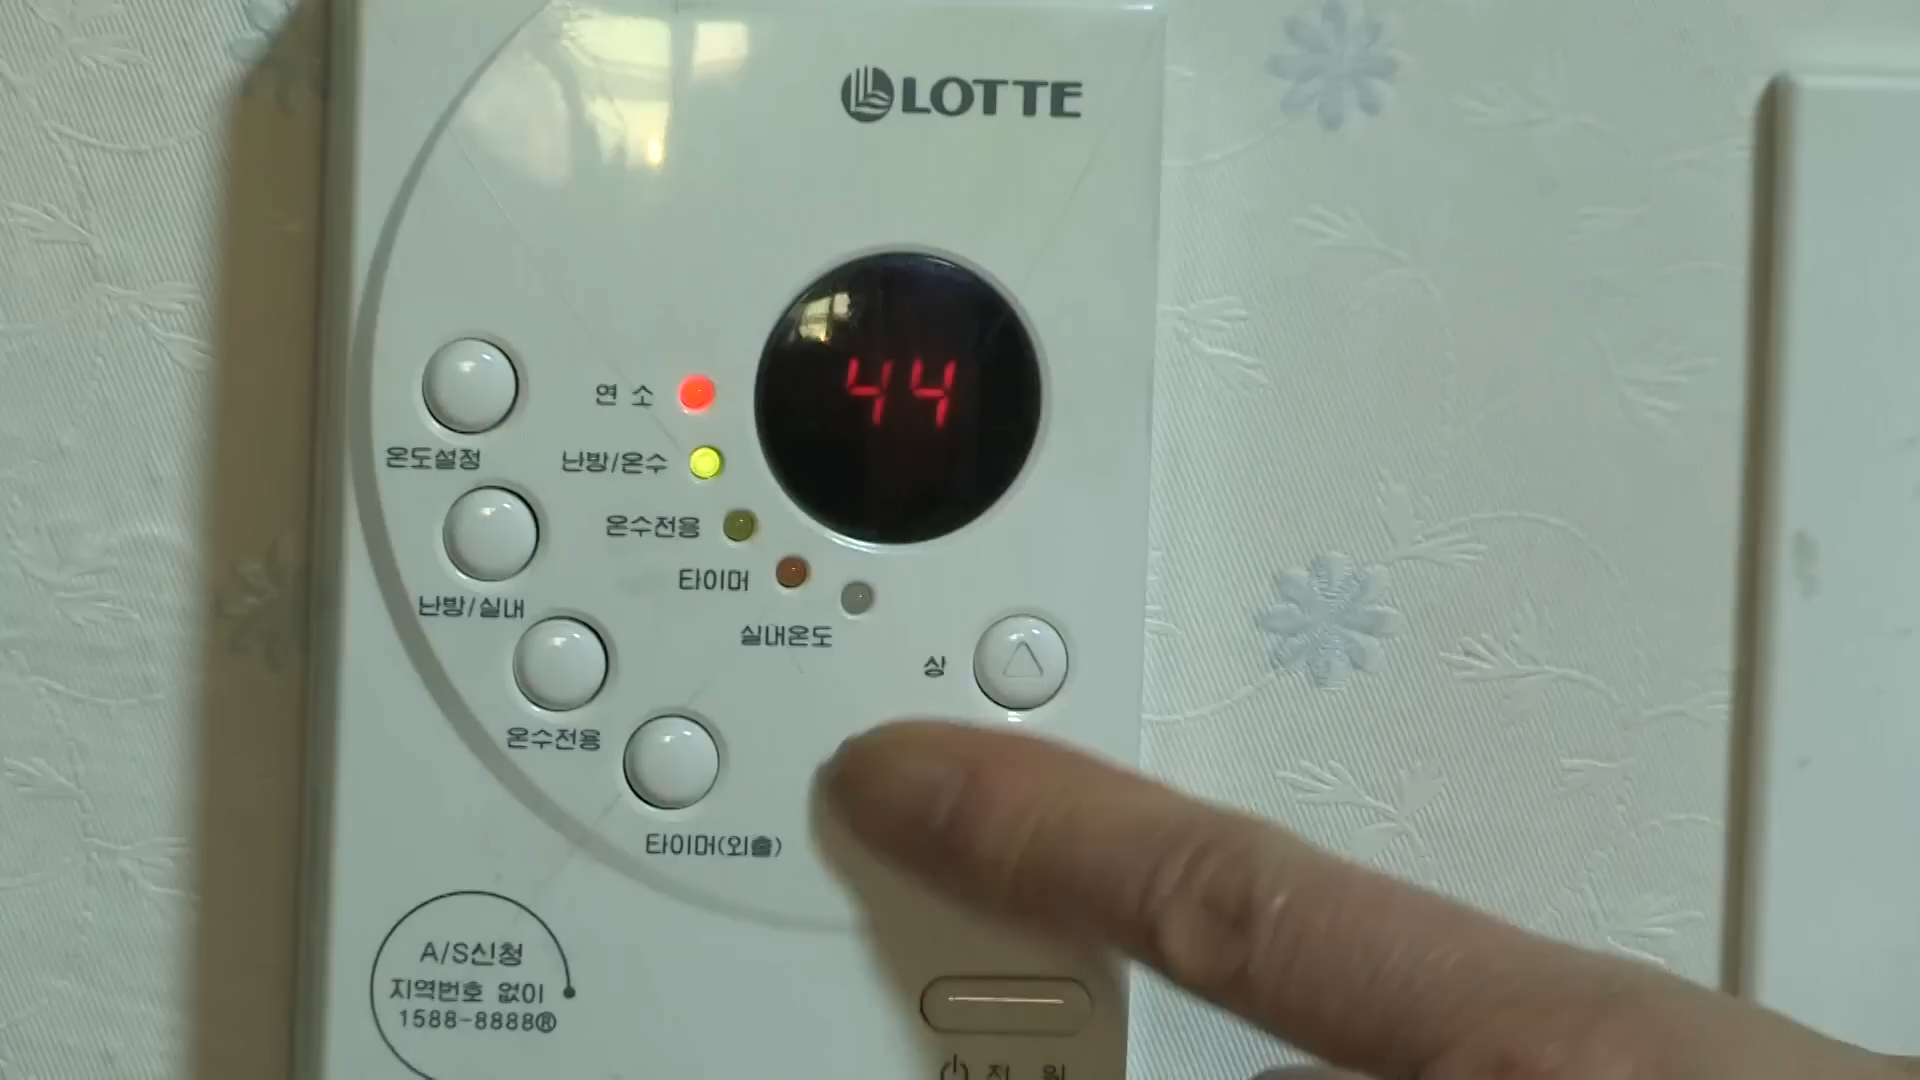 LOTTE
44
연 소
온도설정
난방/온수
온수전용
타이머
난방/실내
실내온도
상
온수전용
타이머(외출)
A/S신청
지역번호 없이
1588-8888
전 원